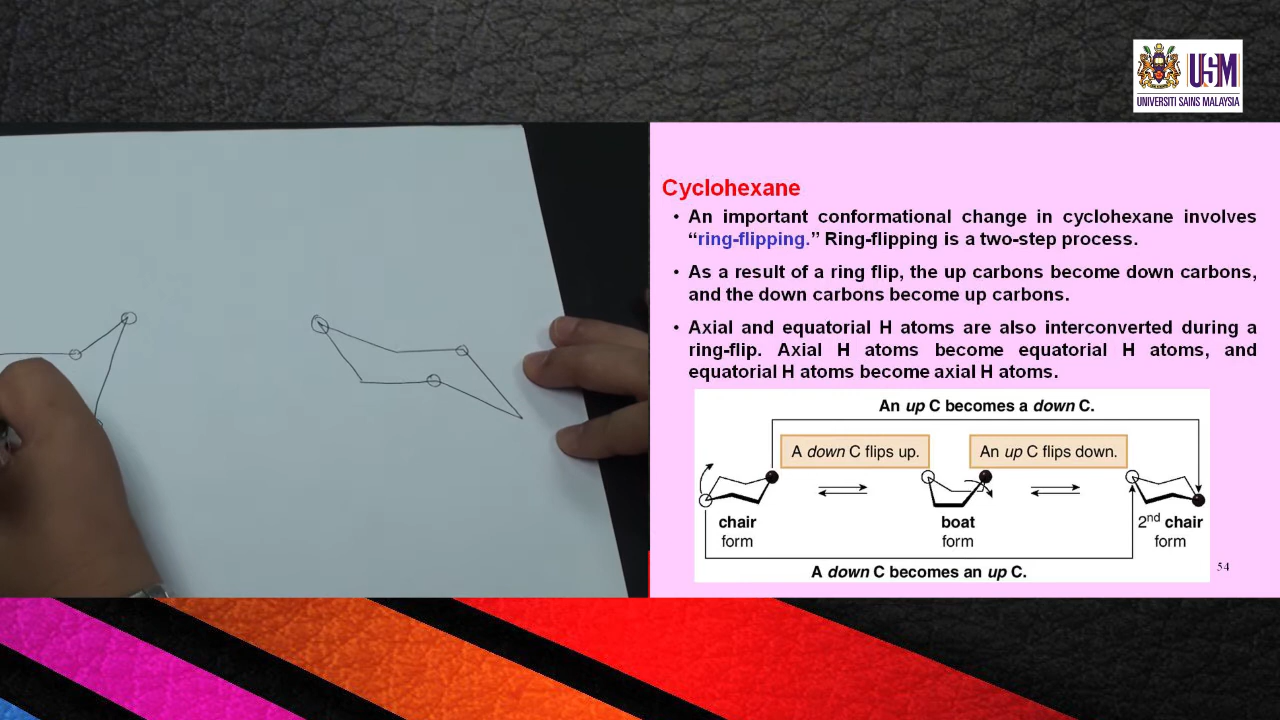 USM
UNIVERSITI SAINS MALAYSIA
Cyclohexane
• An important conformational change in cyclohexane involves
“ring-flipping.” Ring-flipping is a two-step process.
• As a result of a ring flip, the up carbons become down carbons,
and the down carbons become up carbons.
• Axial and equatorial H atoms are also interconverted during a
ring-flip. Axial H atoms become equatorial H atoms, and
equatorial H atoms become axial H atoms.
An up C becomes a down C.
A down C flips up.
An up C flips down.
chair
form
boat
form
2nd chair
form
A down C becomes an up C.
54